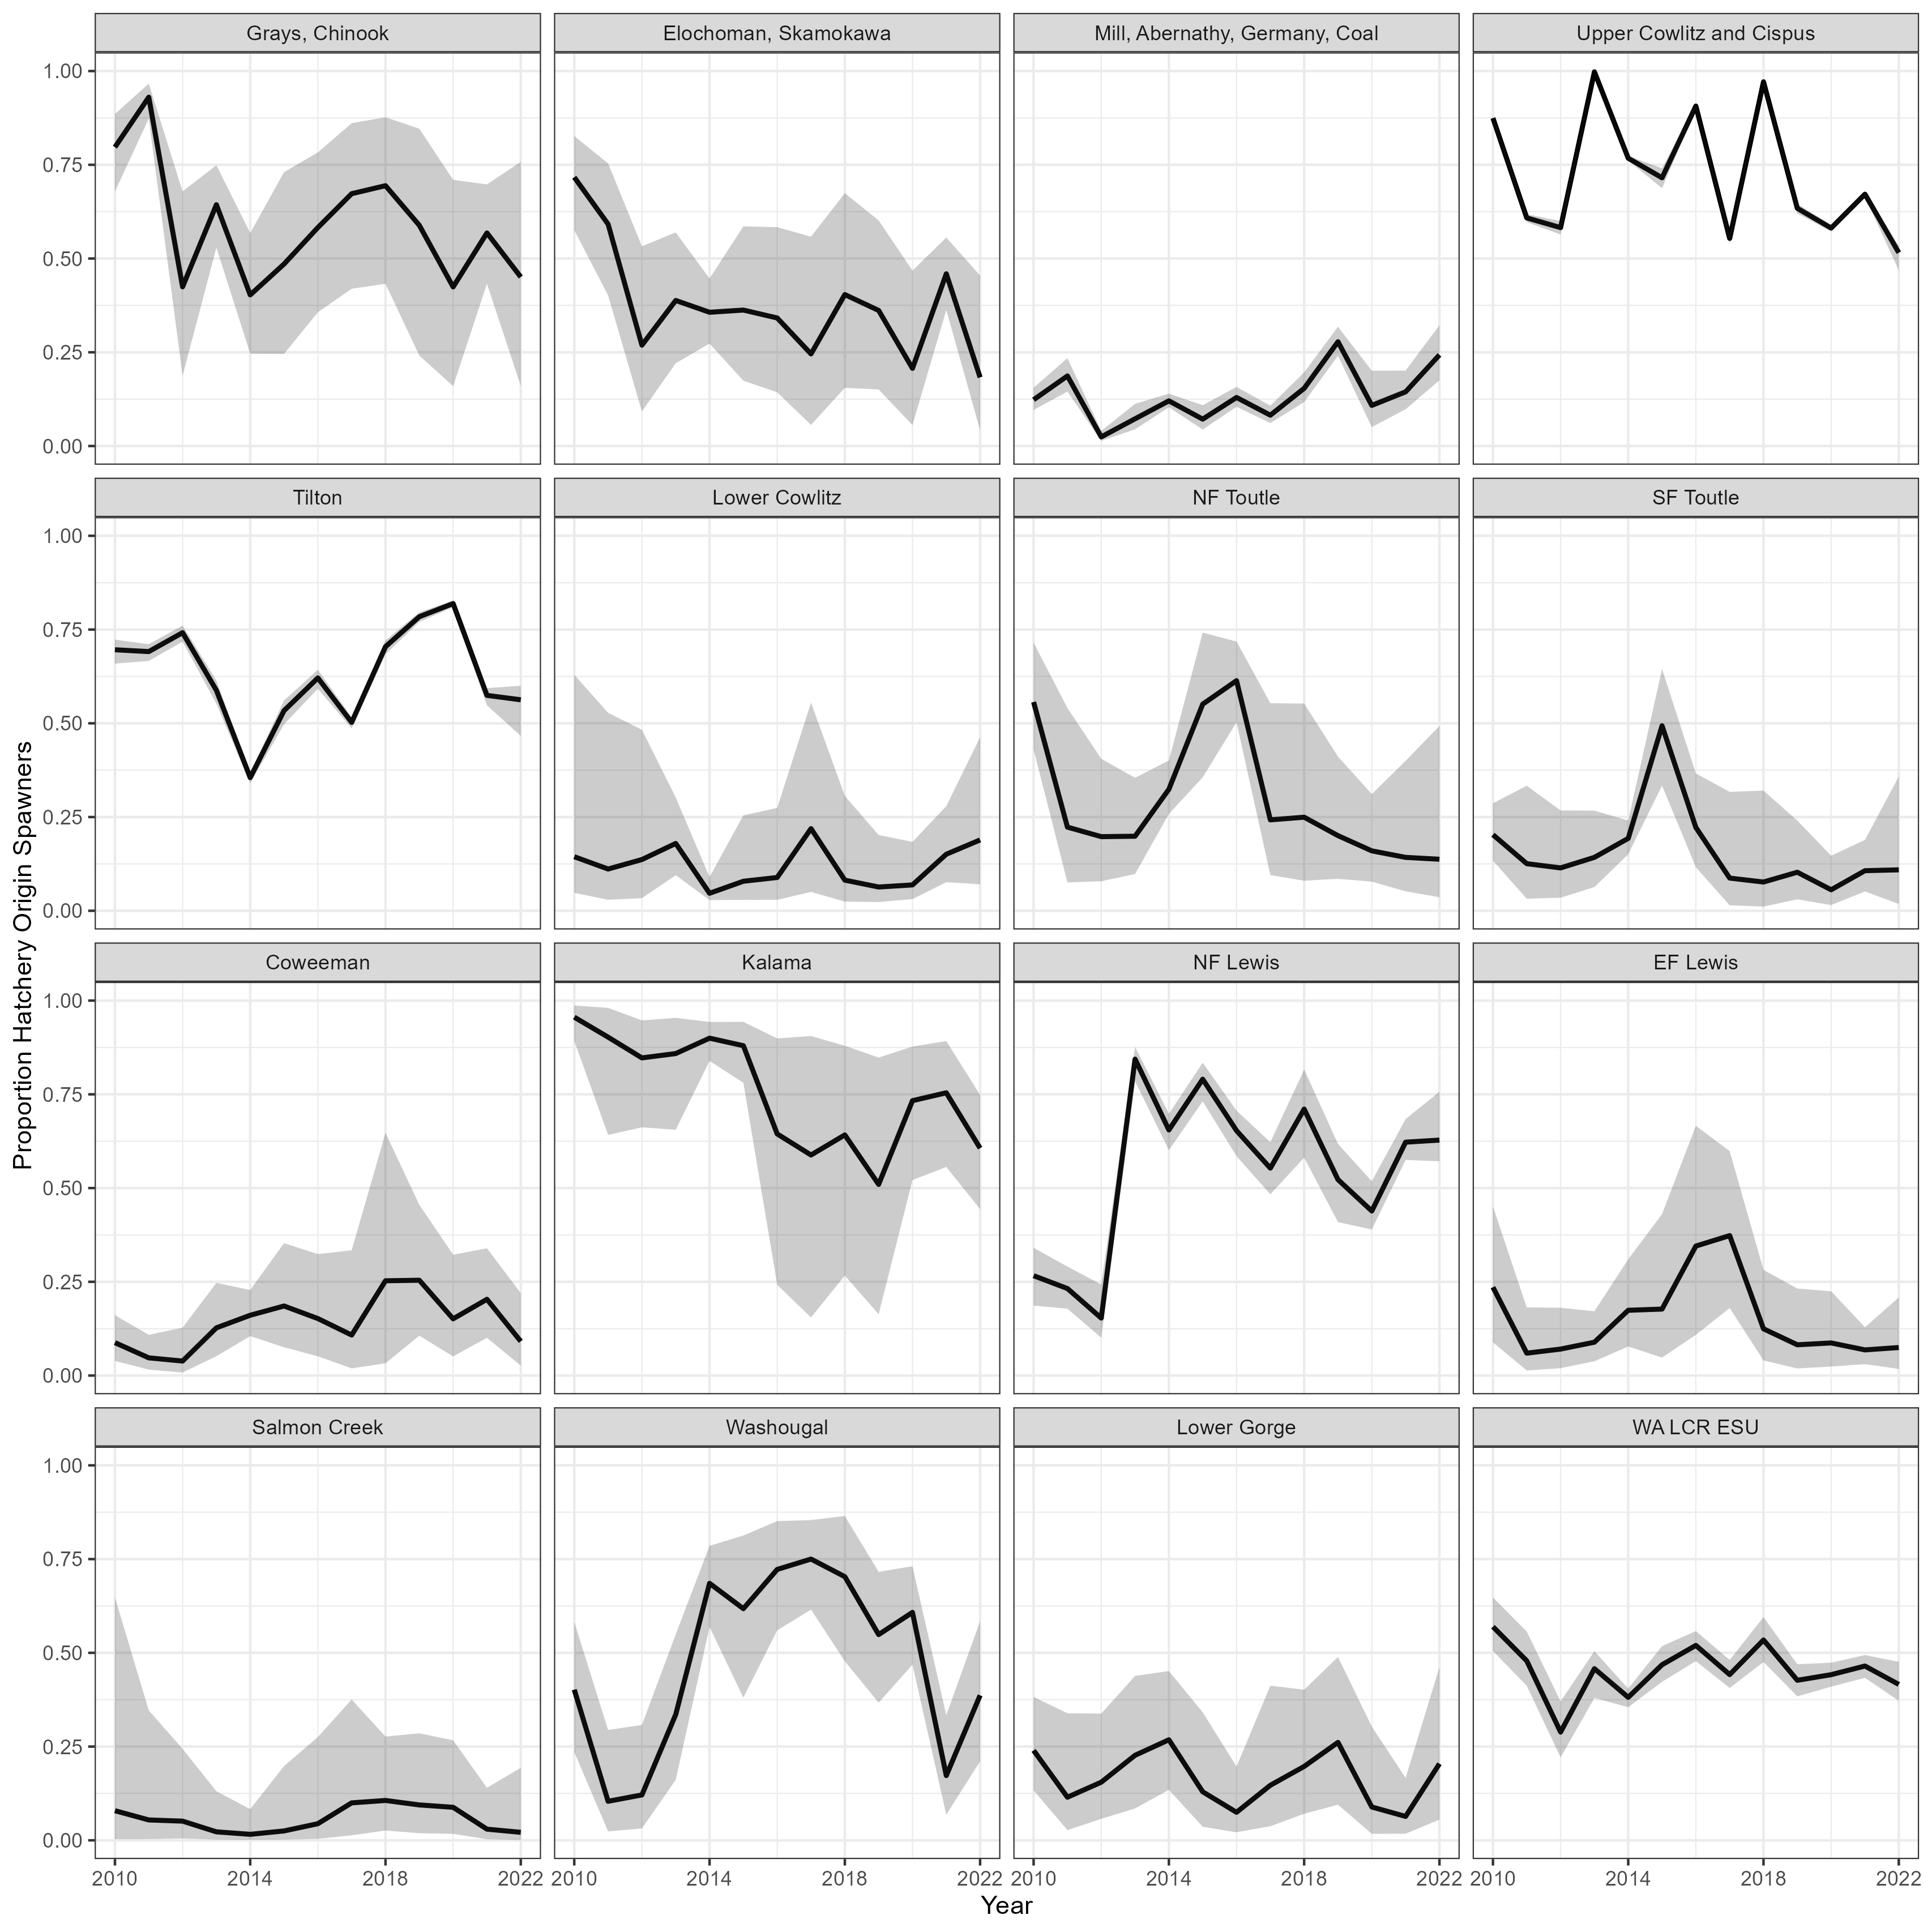 Grays, Chinook
Elochoman, Skamokawa
Mill, Abernathy, Germany, Coal
Upper Cowlitz and Cispus
1.00
0.75
0.50
0.25
0.00
Tilton
Lower Cowlitz
NF Toutle
SF Toutle
1.00
0.75
0.50
0.25
0.00
Proportion Hatchery Origin Spawners
Coweeman
Kalama
NF Lewis
EF Lewis
1.00
0.75
0.50
0.25
0.00
Salmon Creek
Washougal
Lower Gorge
WA LCR ESU
1.00
0.75
0.50
0.25
0.00
2010 2014 2018 2022
2010 2014 2018 2022
2010 2014 2018 2022
2010 2014 2018 2022
Year